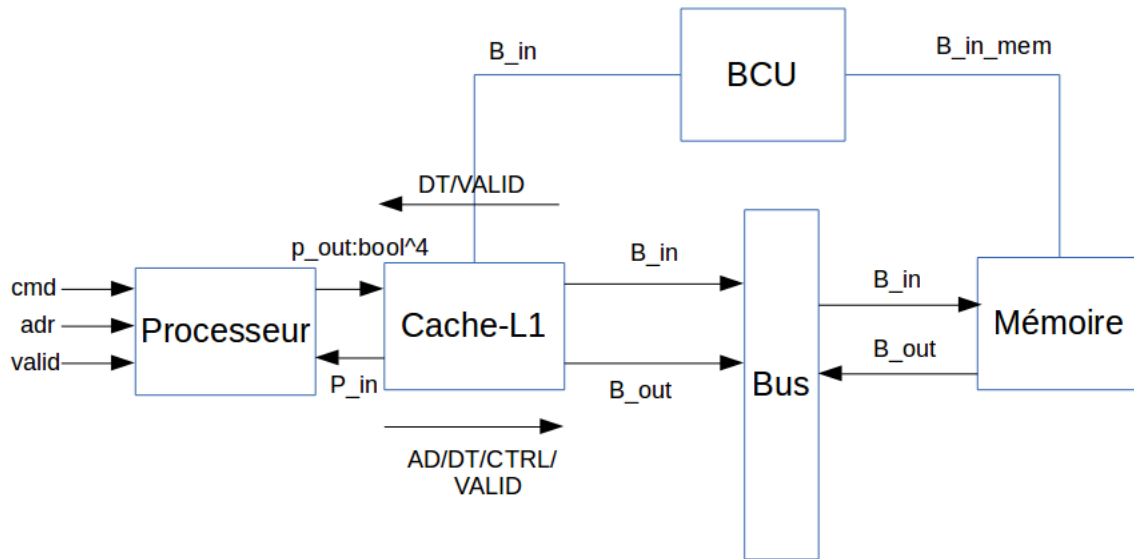 B_in
BCU
B_in_mem
DT/VALID
p_out:bool^4
B_in
cmd
adr
valid
Processeur
Cache-L1
B_in
Mémoire
B_out
P_in
B_out
Bus
AD/DT/CTRL/
VALID